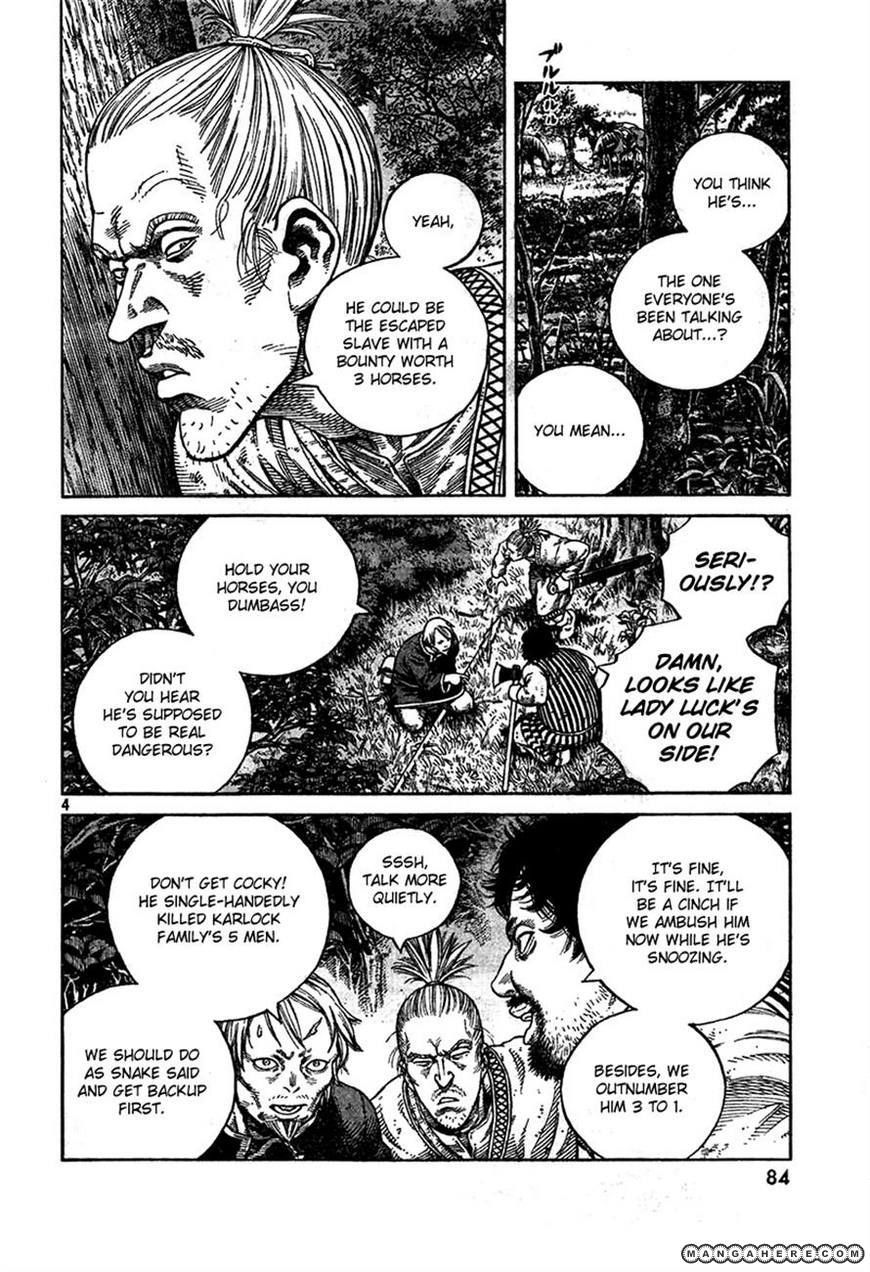 ブルルル
YOU THINK
HE'S...
THE ONE
EVERYONE'S
BEEN TALKING
ABOUT...?
YOU MEAN...
YEAH,
HE COULD BE
THE ESCAPED
SLAVE WITH A
BOUNTY WORTH
3 HORSES.
SERI-
OUSLY!?
DAMN,
LOOKS LIKE
LADY LUCK'S
ON OUR
SIDE!
HOLD YOUR
HORSES, YOU
DUMBASS!
DIDN'T
YOU HEAR
HE'S SUPPOSED
TO BE REAL
DANGEROUS?
4
IT'S FINE,
IT'S FINE. IT'LL
BE A CINCH IF
WE AMBUSH HIM
NOW WHILE HE'S
SNOOZING.
BESIDES, WE
OUTNUMBER
HIM 3 TO 1.
SSSH,
TALK MORE
QUIETLY.
DON'T GET COCKY!
HE SINGLE-HANDEDLY
KILLED KARLOCK
FAMILY'S 5 MEN.
WE SHOULD DO
AS SNAKE SAID
AND GET BACKUP
FIRST.
84
MANGAHERE.COM